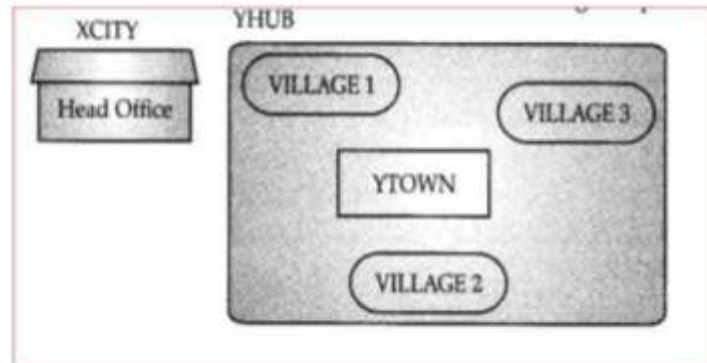 XCITY
Head Office
YHUB
VILLAGE 1
VILLAGE 3
YTOWN
VILLAGE 2